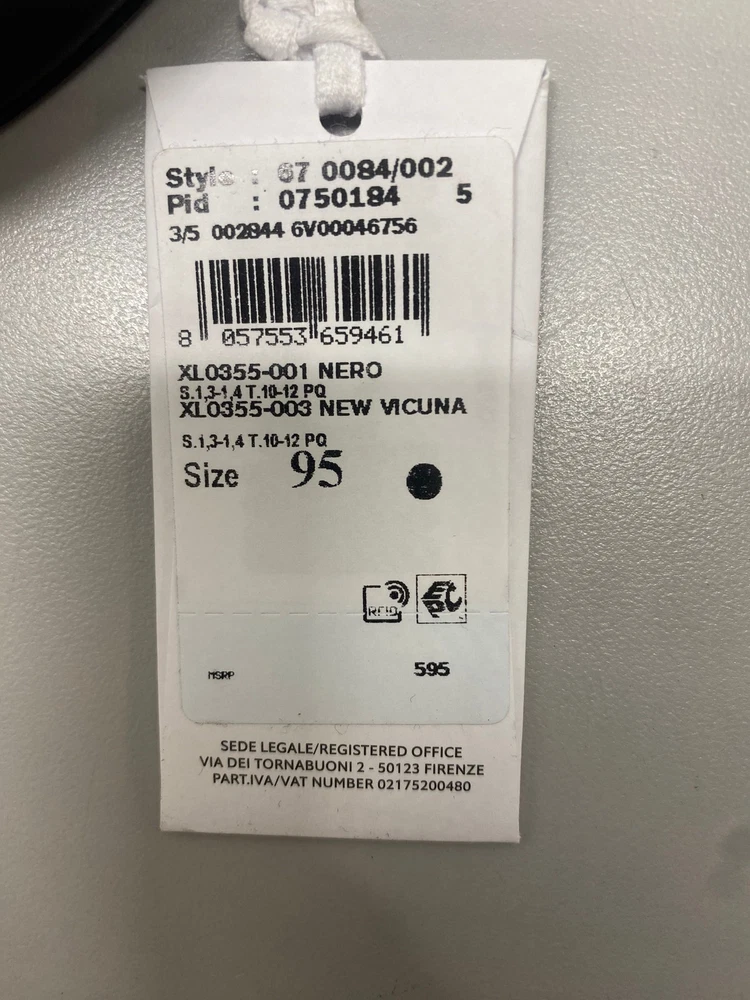 Style : 67 0084/002
Pid : 0750184 5
3/5 002844 6V00046756
8 057553 659461
XL0355-001 NERO
S.1,3-1,4 T.10-12 PQ
XL0355-003 NEW VICUNA
S.1,3-1,4 T.10-12 PQ
Size 95
RFID
EPC
MSRP 595
SEDE LEGALE/REGISTERED OFFICE
VIA DEI TORNABUONI 2 - 50123 FIRENZE
PART.IVA/VAT NUMBER 02175200480